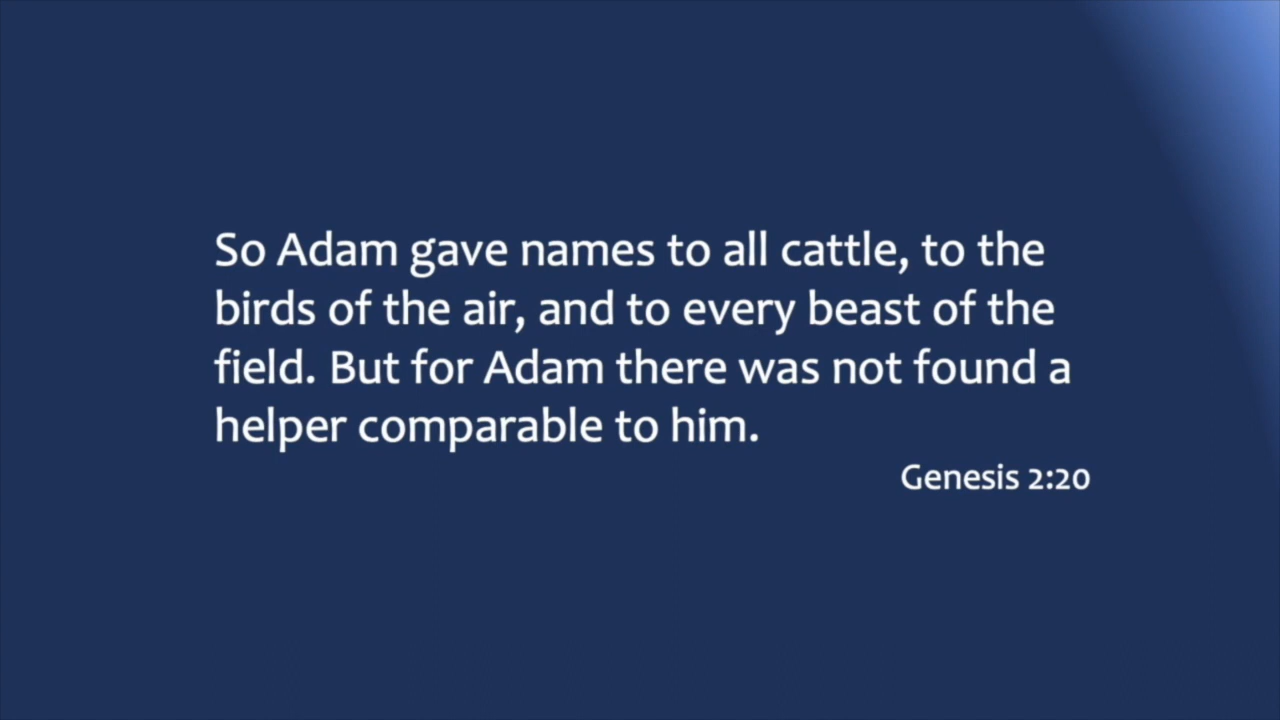 So Adam gave names to all cattle, to the
birds of the air, and to every beast of the
field. But for Adam there was not found a
helper comparable to him.
Genesis 2:20